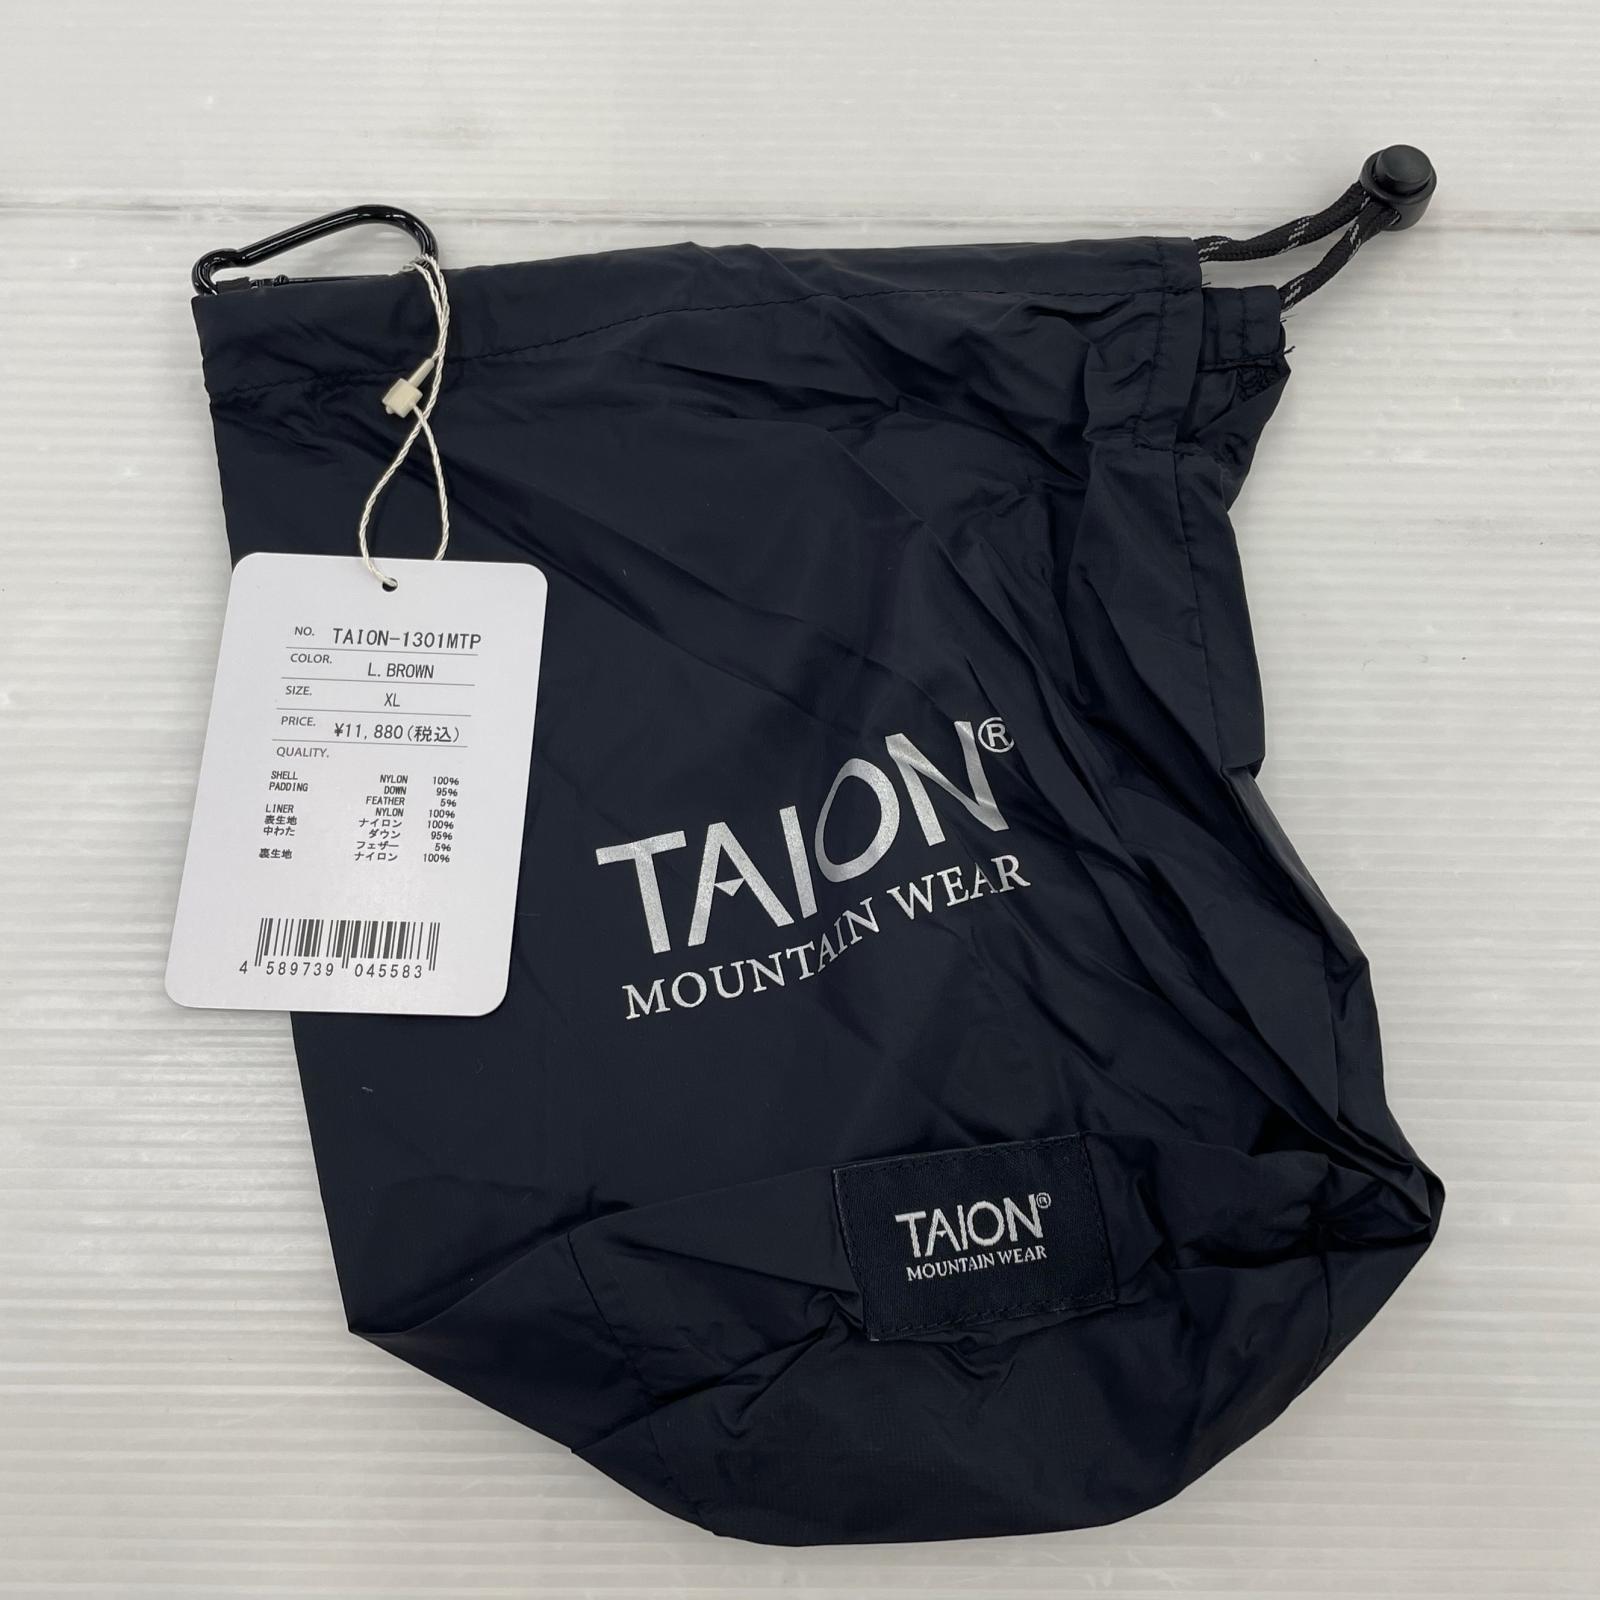 NO. TAION-1301MTP
COLOR. L.BROWN
SIZE. XL
PRICE. ¥11,880(税込)
QUALITY.
SHELL NYLON 100%
PADDING DOWN 95%
FEATHER 5%
LINER NYLON 100%
表生地 ナイロン 100%
中わた ダウン 95%
フェザー 5%
裏生地 ナイロン 100%
4 589739 045583
TAION®
MOUNTAIN WEAR
TAION®
MOUNTAIN WEAR